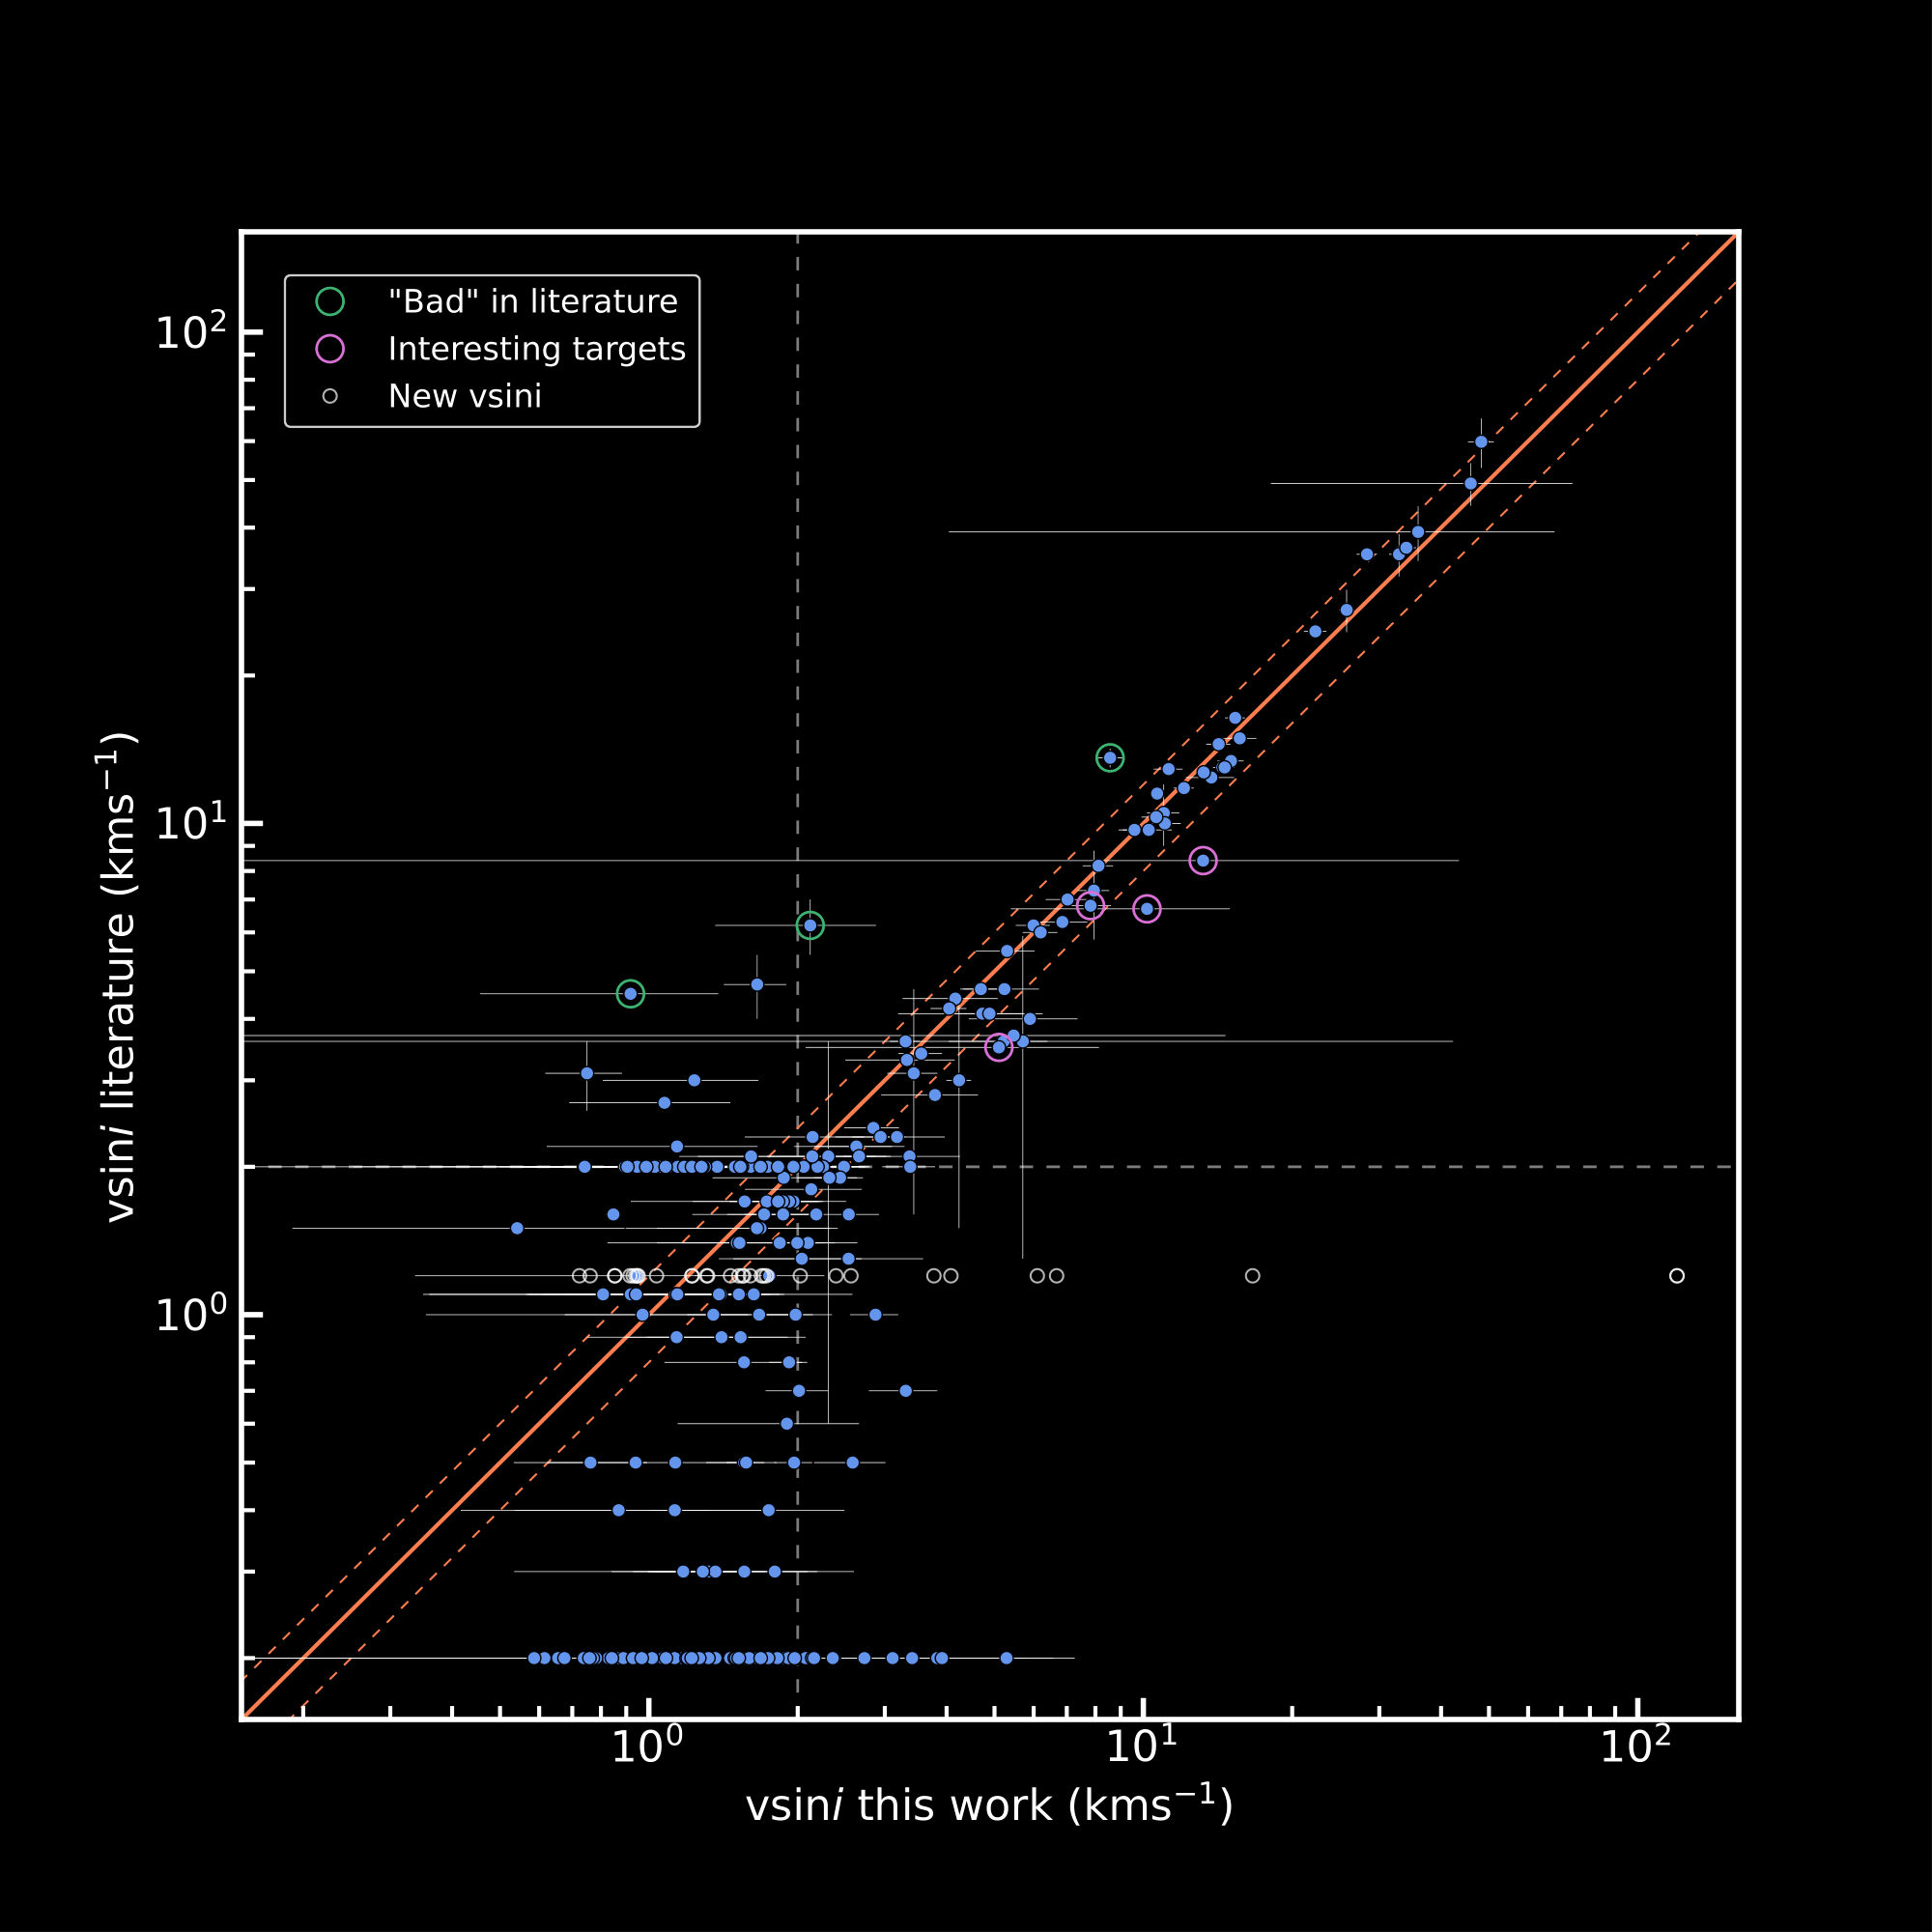 "Bad" in literature
Interesting targets
New vsini
10²
10¹
10⁰
vsini literature (kms⁻¹)
10⁰
10¹
10²
vsini this work (kms⁻¹)